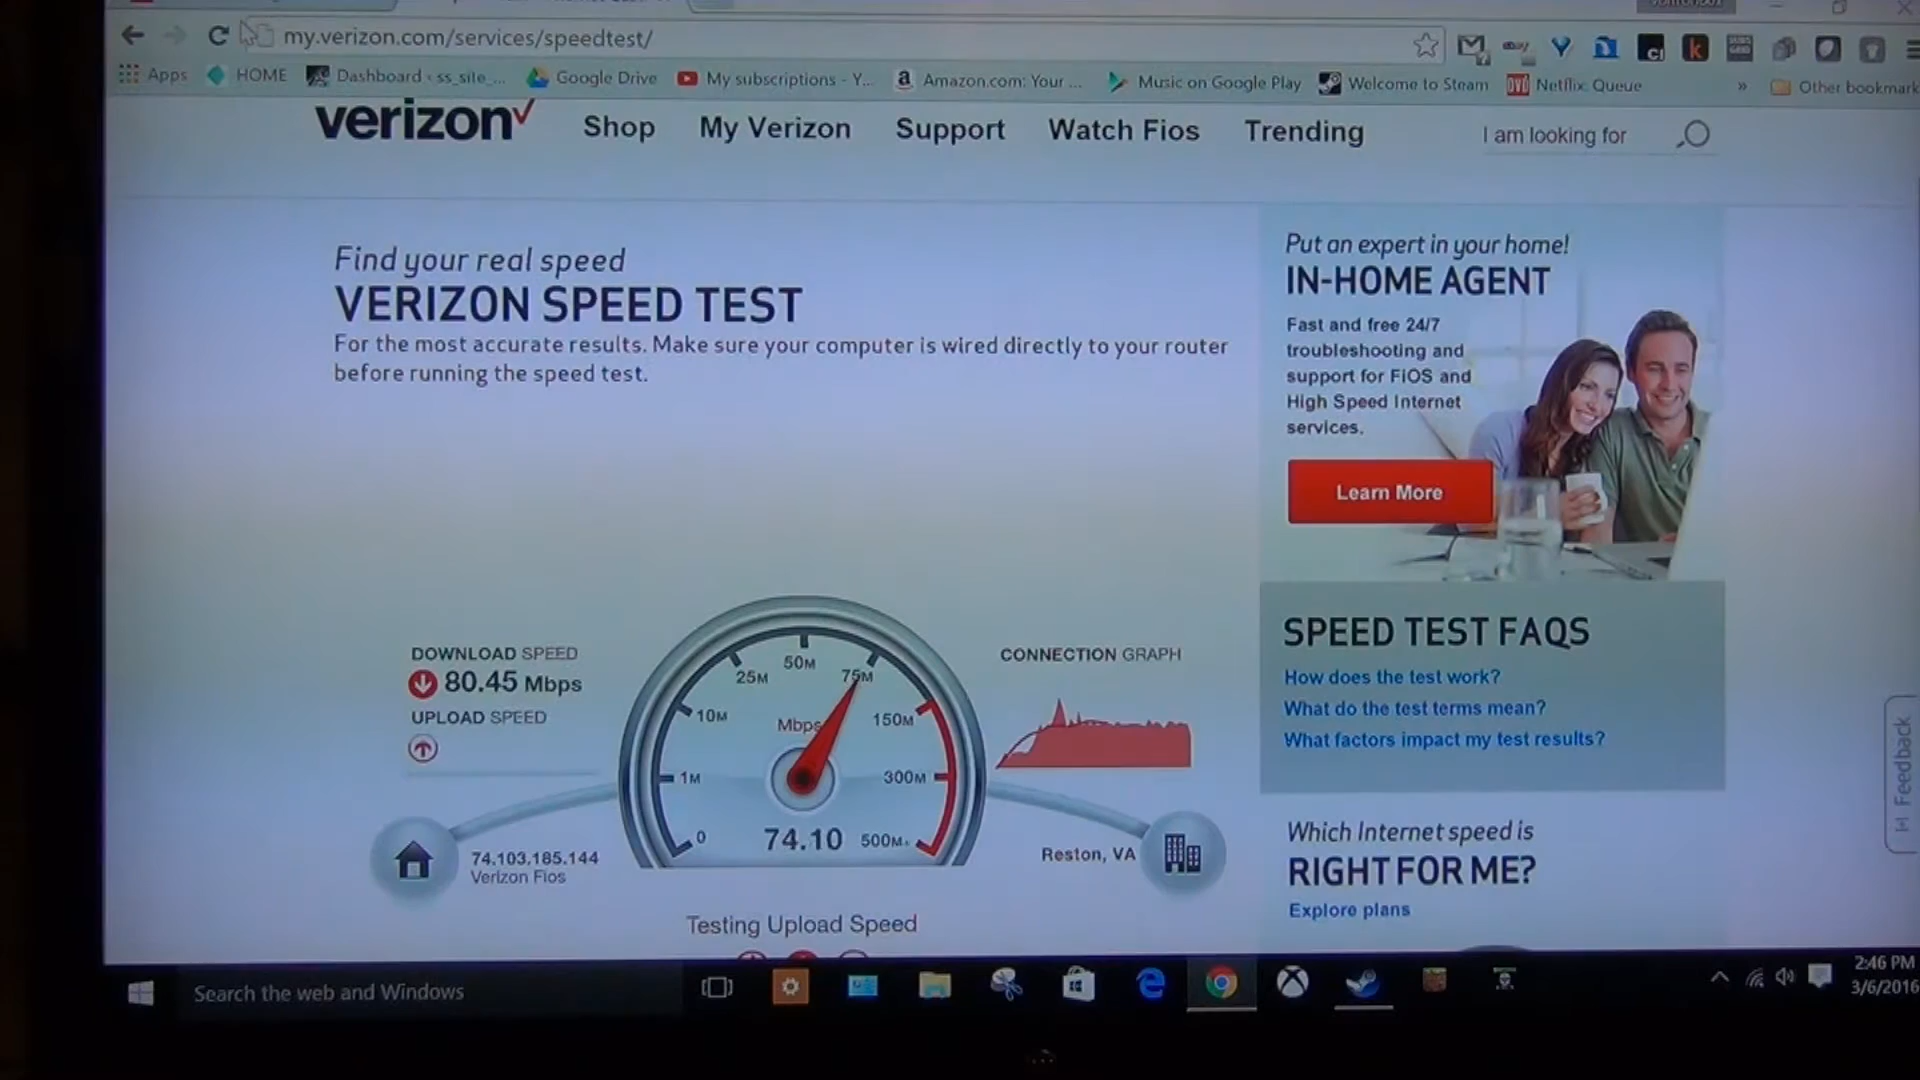 my.verizon.com/services/speedtest/
Apps
HOME
Dashboard ‹ ss_site_...
Google Drive
My subscriptions - Y...
Amazon.com: Your ...
Music on Google Play
Welcome to Steam
Netflix Queue
»
Other bookmark
verizon
Shop
My Verizon
Support
Watch Fios
Trending
I am looking for
Find your real speed
VERIZON SPEED TEST
For the most accurate results. Make sure your computer is wired directly to your router
before running the speed test.
Put an expert in your home!
IN-HOME AGENT
Fast and free 24/7
troubleshooting and
support for FiOS and
High Speed Internet
services.
Learn More
DOWNLOAD SPEED
80.45 Mbps
UPLOAD SPEED
0
1M
10M
25M
50M
75M
150M
300M
500M+
Mbps
74.10
CONNECTION GRAPH
74.103.185.144
Verizon Fios
Reston, VA
Testing Upload Speed
SPEED TEST FAQS
How does the test work?
What do the test terms mean?
What factors impact my test results?
Which Internet speed is
RIGHT FOR ME?
Explore plans
[+] Feedback
Search the web and Windows
2:46 PM
3/6/2016